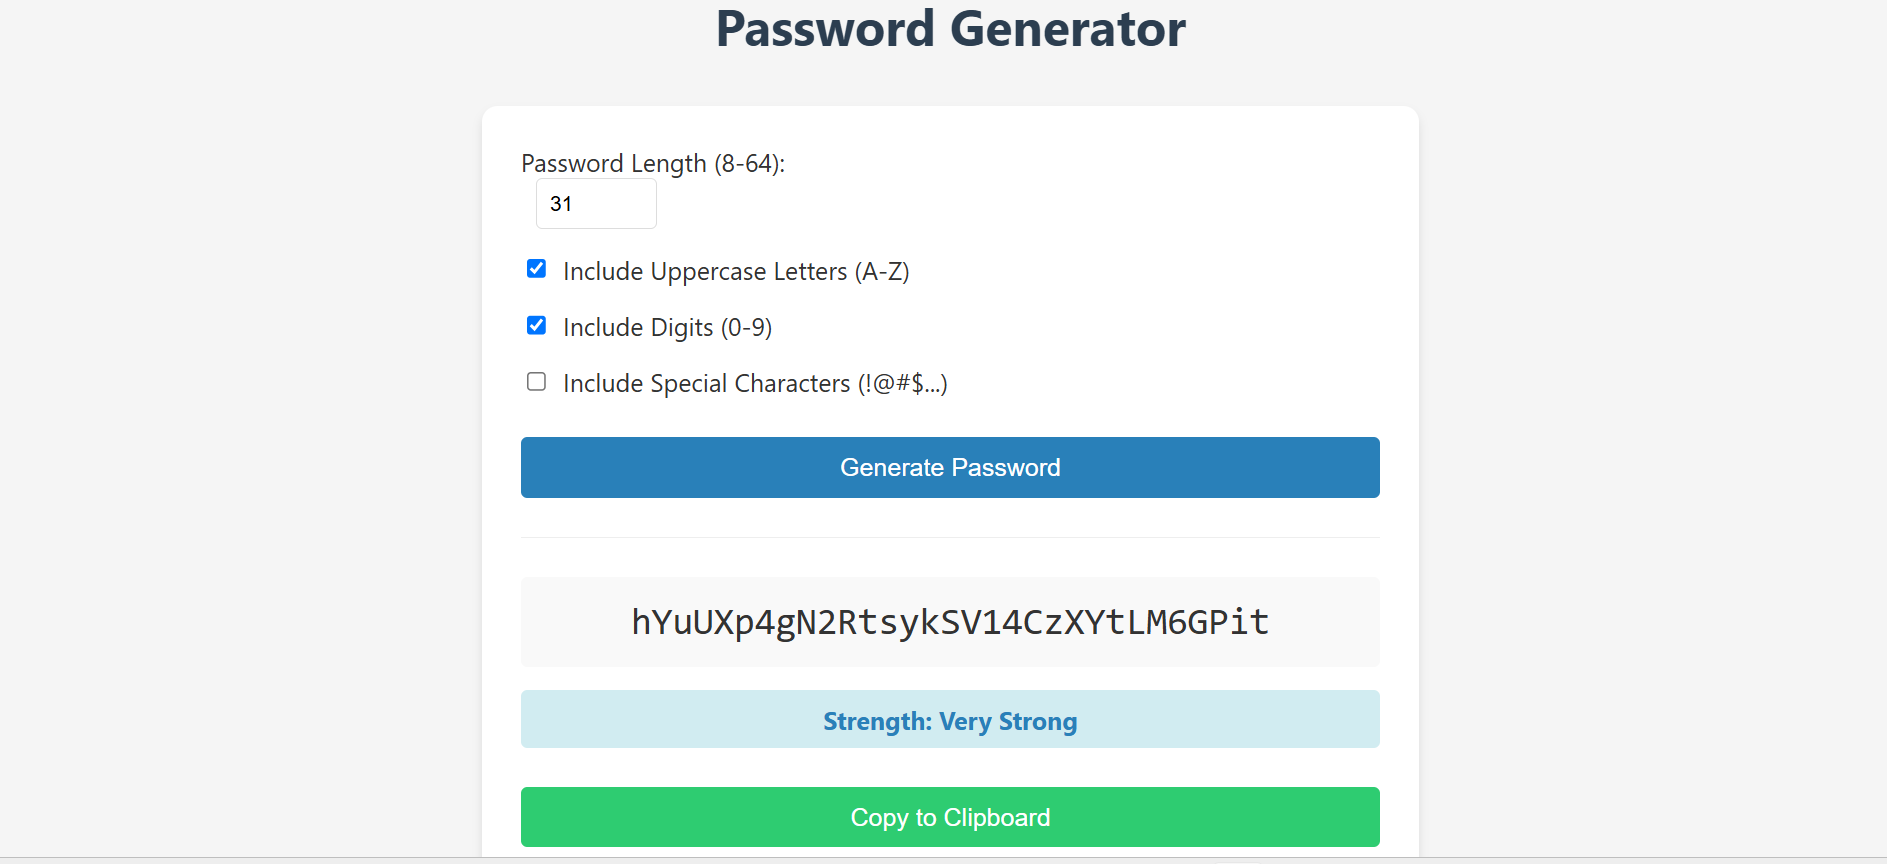 Password Generator
Password Length (8-64):
31
Include Uppercase Letters (A-Z)
Include Digits (0-9)
Include Special Characters (!@#$...)
Generate Password
hYuUXp4gN2RtsykSV14CzXYtLM6GPit
Strength: Very Strong
Copy to Clipboard